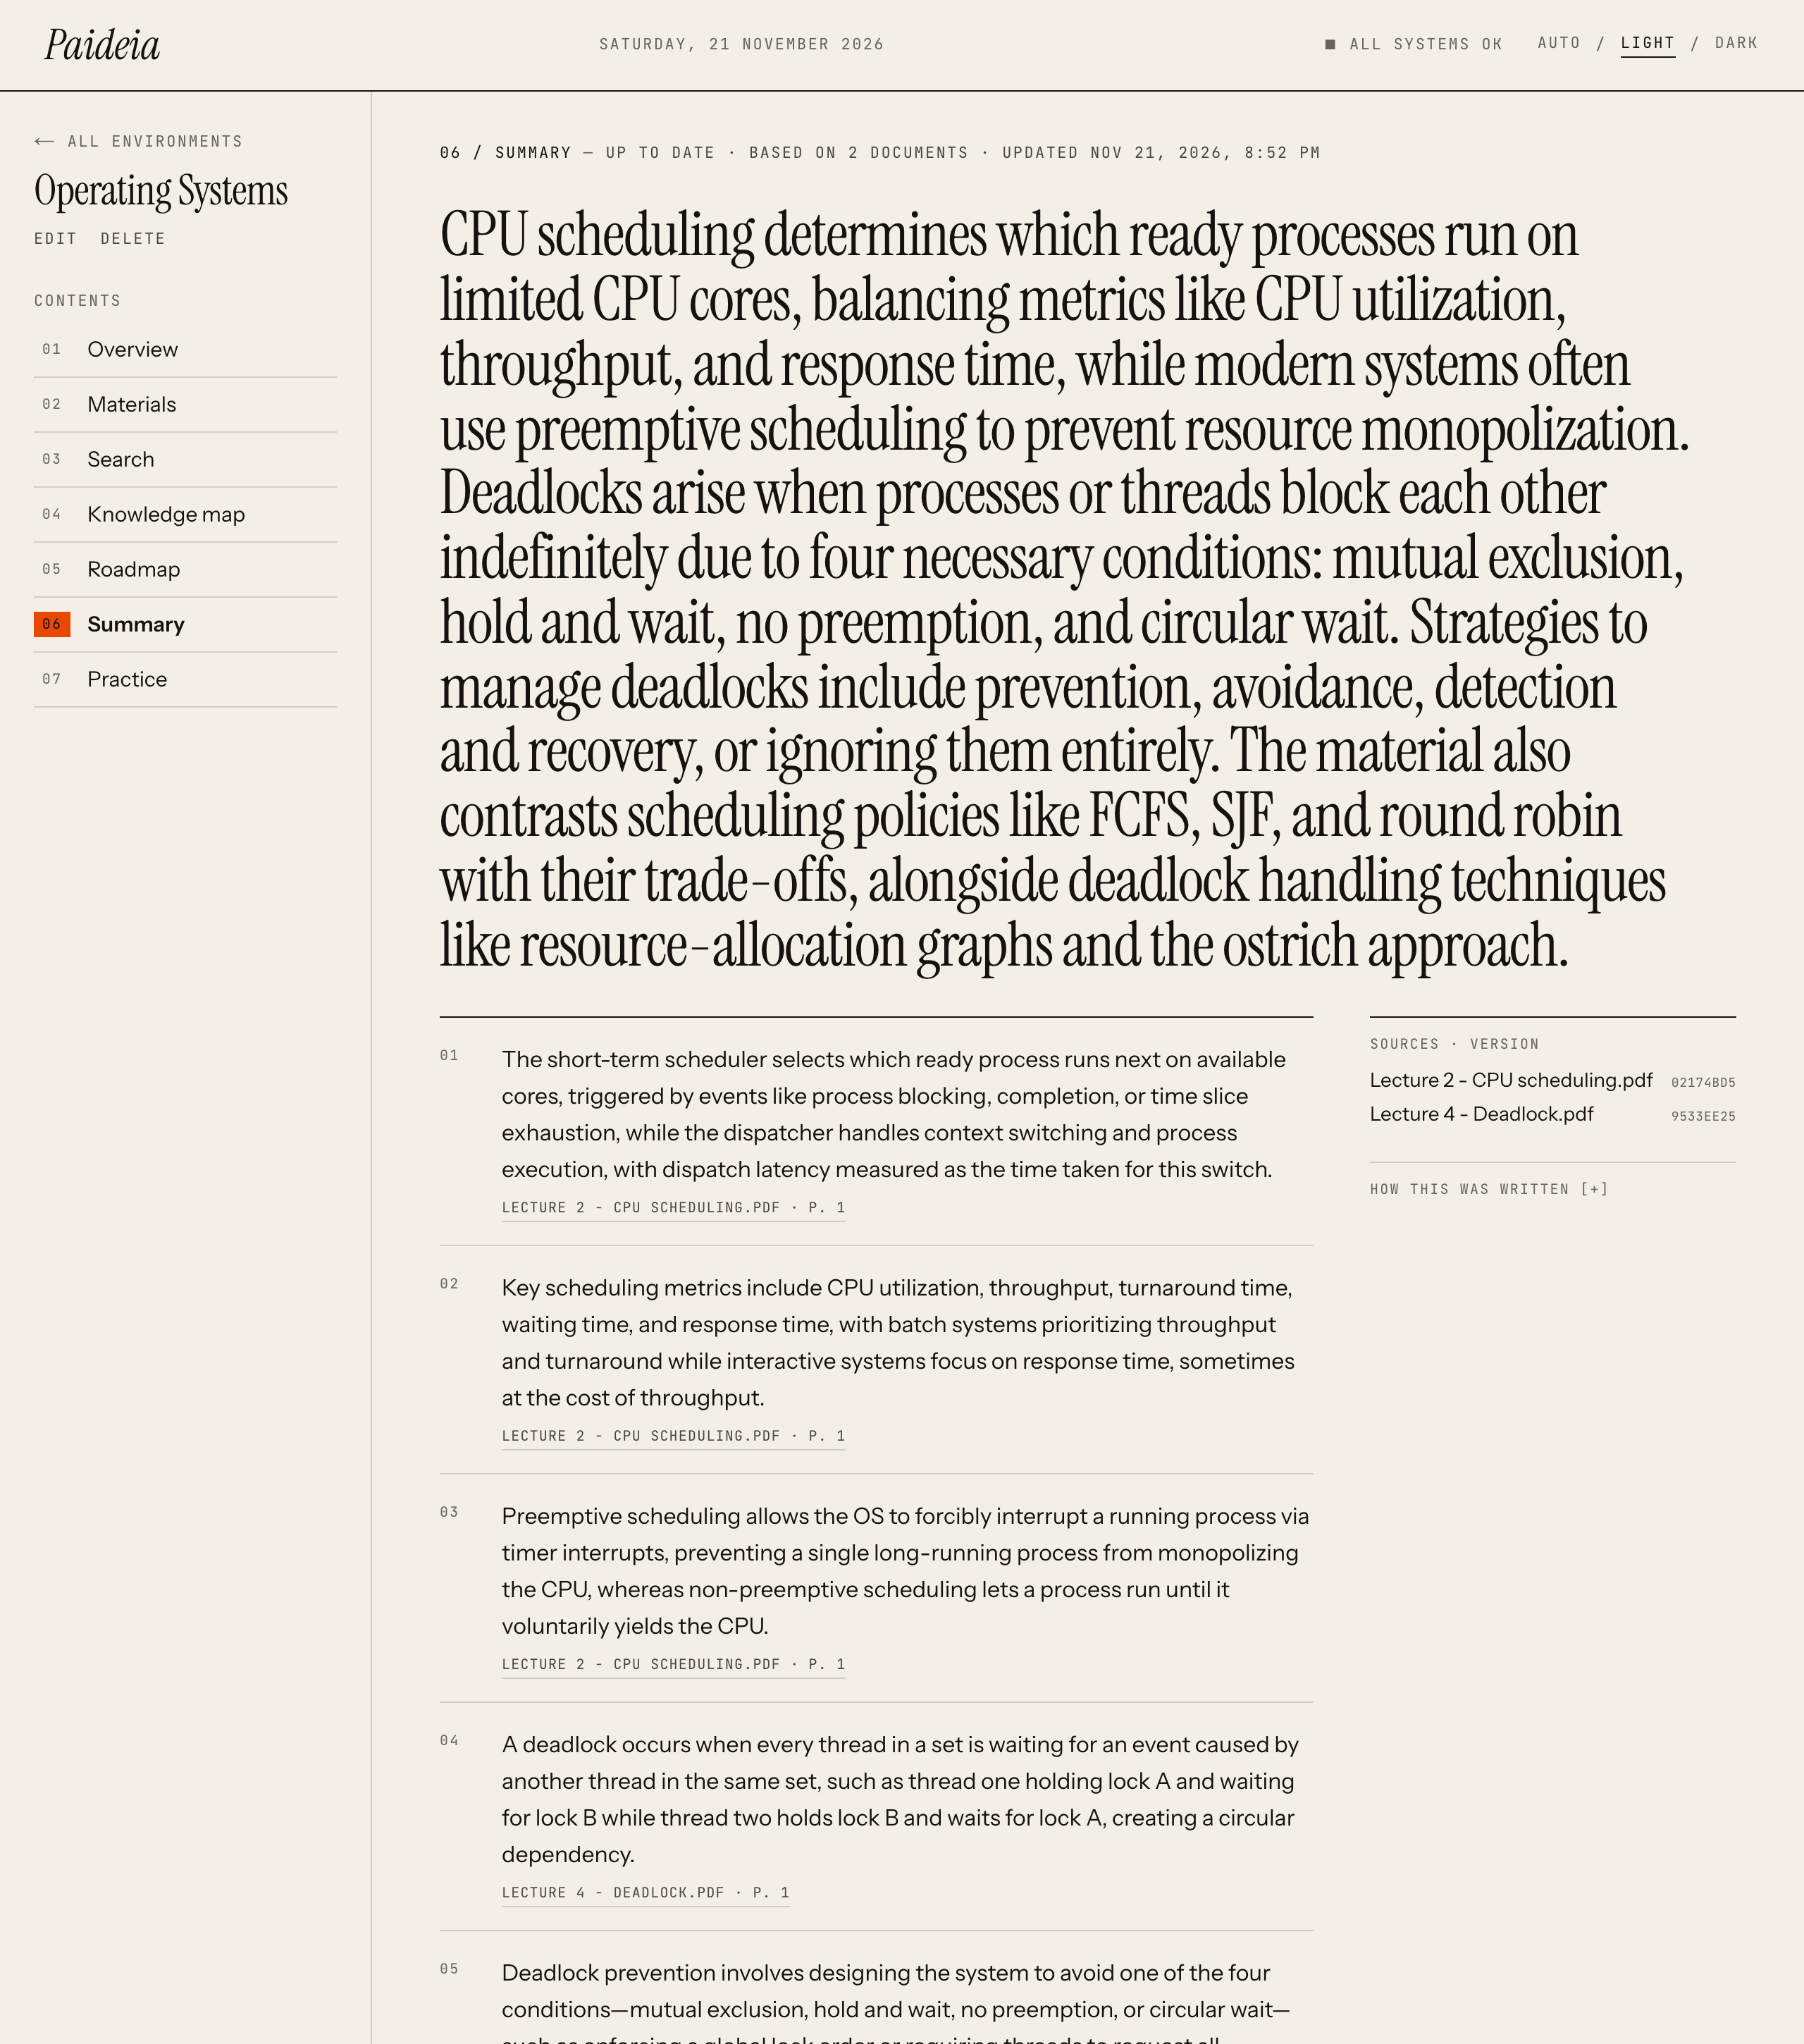 Paideia
SATURDAY, 21 NOVEMBER 2026
ALL SYSTEMS OK
AUTO / LIGHT / DARK
← ALL ENVIRONMENTS
Operating Systems
EDIT DELETE
CONTENTS
01 Overview
02 Materials
03 Search
04 Knowledge map
05 Roadmap
06 Summary
07 Practice
06 / SUMMARY — UP TO DATE · BASED ON 2 DOCUMENTS · UPDATED NOV 21, 2026, 8:52 PM
CPU scheduling determines which ready processes run on
limited CPU cores, balancing metrics like CPU utilization,
throughput, and response time, while modern systems often
use preemptive scheduling to prevent resource monopolization.
Deadlocks arise when processes or threads block each other
indefinitely due to four necessary conditions: mutual exclusion,
hold and wait, no preemption, and circular wait. Strategies to
manage deadlocks include prevention, avoidance, detection
and recovery, or ignoring them entirely. The material also
contrasts scheduling policies like FCFS, SJF, and round robin
with their trade-offs, alongside deadlock handling techniques
like resource-allocation graphs and the ostrich approach.
01
The short-term scheduler selects which ready process runs next on available
cores, triggered by events like process blocking, completion, or time slice
exhaustion, while the dispatcher handles context switching and process
execution, with dispatch latency measured as the time taken for this switch.
LECTURE 2 - CPU SCHEDULING.PDF · P. 1
02
Key scheduling metrics include CPU utilization, throughput, turnaround time,
waiting time, and response time, with batch systems prioritizing throughput
and turnaround while interactive systems focus on response time, sometimes
at the cost of throughput.
LECTURE 2 - CPU SCHEDULING.PDF · P. 1
03
Preemptive scheduling allows the OS to forcibly interrupt a running process via
timer interrupts, preventing a single long-running process from monopolizing
the CPU, whereas non-preemptive scheduling lets a process run until it
voluntarily yields the CPU.
LECTURE 2 - CPU SCHEDULING.PDF · P. 1
04
A deadlock occurs when every thread in a set is waiting for an event caused by
another thread in the same set, such as thread one holding lock A and waiting
for lock B while thread two holds lock B and waits for lock A, creating a circular
dependency.
LECTURE 4 - DEADLOCK.PDF · P. 1
05
Deadlock prevention involves designing the system to avoid one of the four
conditions—mutual exclusion, hold and wait, no preemption, or circular wait—
such as enforcing a global lock order or requiring threads to request all
SOURCES · VERSION
Lecture 2 - CPU scheduling.pdf 02174BD5
Lecture 4 - Deadlock.pdf 9533EE25
HOW THIS WAS WRITTEN [+]